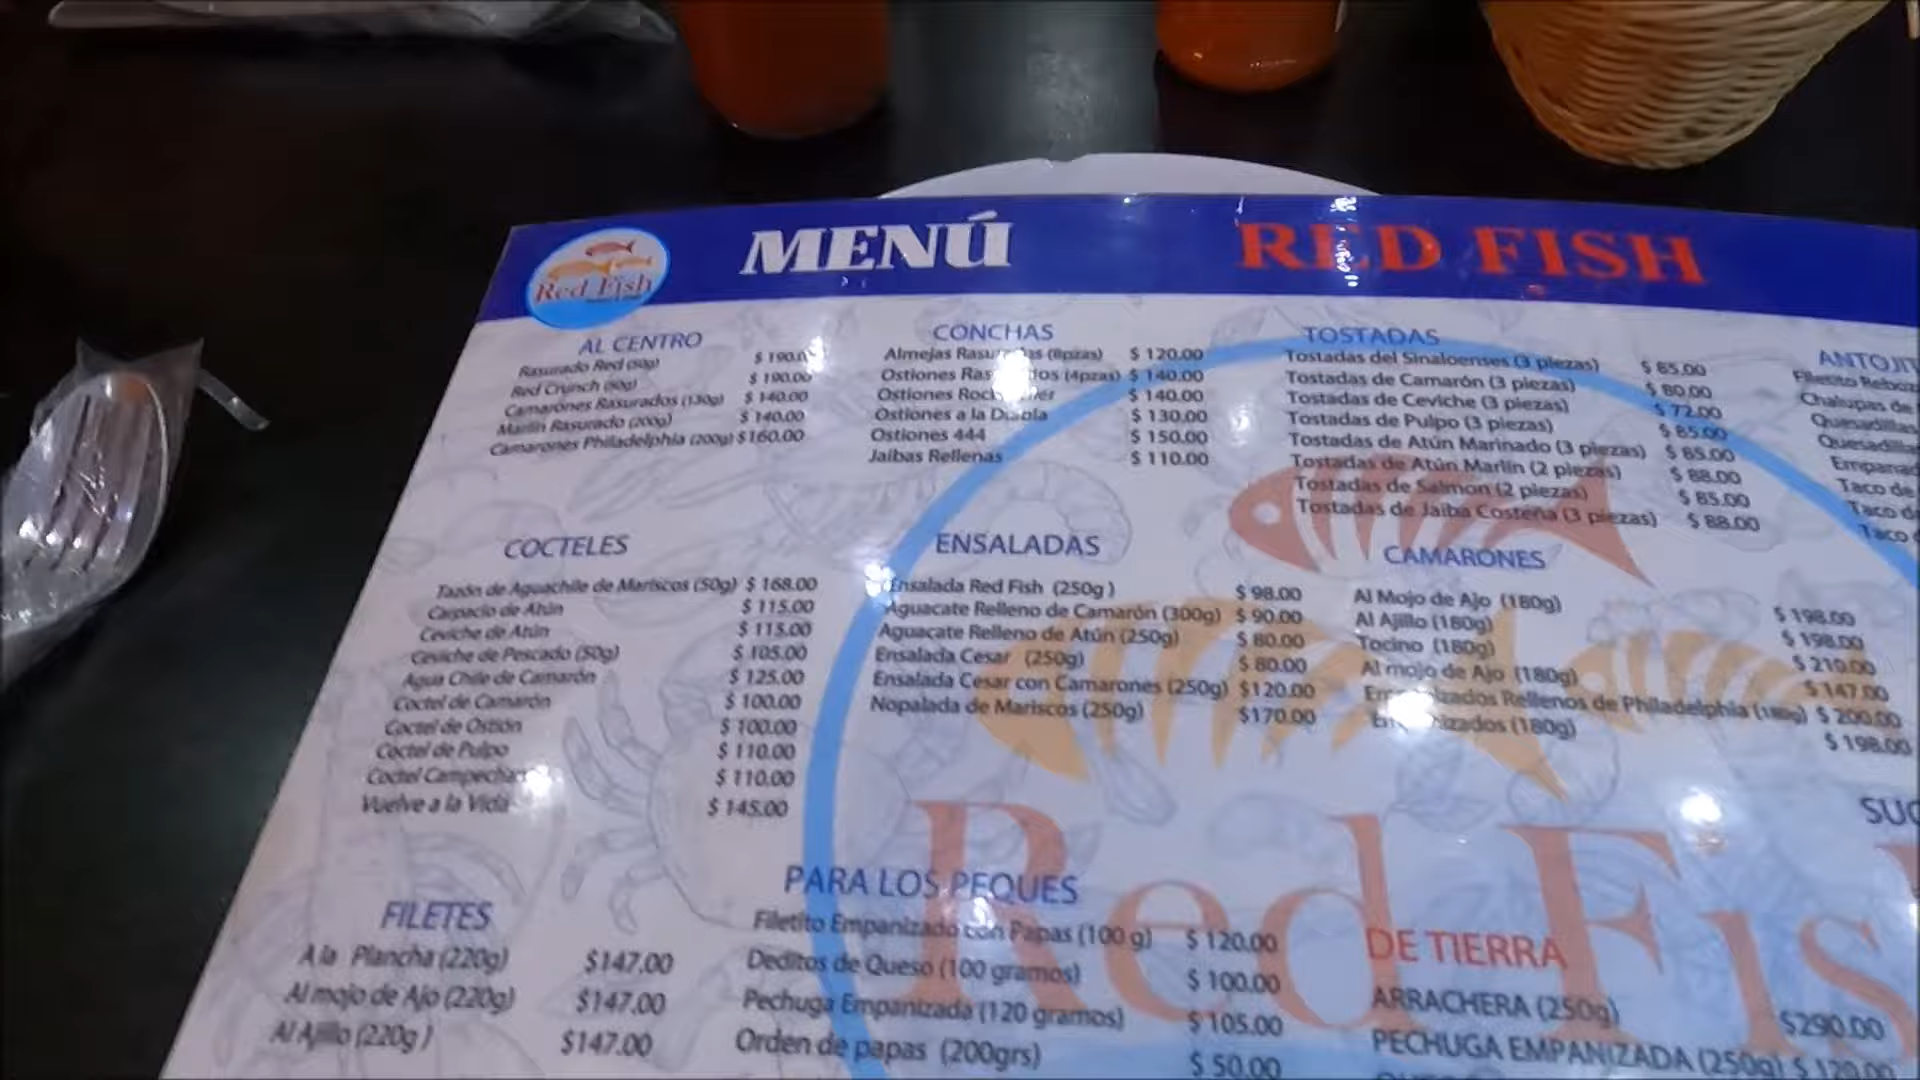 MENÚ
RED FISH
Red Fish
AL CENTRO
Rasurado Red (50g) $ 190.0
Red Crunch (50g) $ 190.00
Camarones Rasurados (130g) $ 140.00
Marlin Rasurado (200g) $ 140.00
Camarones Philadelphia (200g) $160.00
CONCHAS
Almejas (8pzas) $ 120.00
Ostiones (4pzas) $ 140.00
Ostiones $ 140.00
Ostiones a la $ 130.00
Ostiones 444 $ 150.00
Jaibas Rellenas $ 110.00
TOSTADAS
Tostadas del Sinaloenses (3 piezas) $ 85.00
Tostadas de Camarón (3 piezas) $ 80.00
Tostadas de Ceviche (3 piezas) $ 72.00
Tostadas de Pulpo (3 piezas) $ 85.00
Tostadas de Atún Marinado (3 piezas) $ 85.00
Tostadas de Atún Marlin (2 piezas) $ 88.00
Tostadas de Salmon (2 piezas) $ 85.00
Tostadas de Jaiba Costeña (3 piezas) $ 88.00
ANTOJIT
Filetito Reboz
Chalupas de
Quesadillas
Quesadilla
Empanad
Taco de
Taco d
Taco
COCTELES
Tazón de Aguachile de Mariscos (50g) $ 168.00
Carpacio de Atún $ 115.00
Ceviche de Atún $ 115.00
Ceviche de Pescado (50g) $ 105.00
Agua Chile de Camarón $ 125.00
Coctel de Camarón $ 100.00
Coctel de Ostión $ 100.00
Coctel de Pulpo $ 110.00
Coctel Campecha $ 110.00
Vuelve a la Vida $ 145.00
ENSALADAS
Ensalada Red Fish (250g ) $ 98.00
Aguacate Relleno de Camarón (300g) $ 90.00
Aguacate Relleno de Atún (250g) $ 80.00
Ensalada Cesar (250g) $ 80.00
Ensalada Cesar con Camarones (250g) $120.00
Nopalada de Mariscos (250g) $170.00
CAMARONES
Al Mojo de Ajo (180g) $ 198.00
Al Ajillo (180g) $ 198.00
Tocino (180g) $ 210.00
Al mojo de Ajo (180g) $ 147.00
Rellenos de Philadelphia (180g) $ 200.00
(180g) $ 198.00
SUG
FILETES
A la Plancha (220g) $147.00
Al mojo de Ajo (220g) $147.00
Al Ajillo (220g ) $147.00
PARA LOS PEQUES
Filetito Empanizado con Papas (100 g) $ 120.00
Deditos de Queso (100 gramos) $ 100.00
Pechuga Empanizada (120 gramos) $ 105.00
Orden de papas (200grs) $ 50.00
DE TIERRA
ARRACHERA (250g) $290.00
PECHUGA EMPANIZADA (250g) $ 120.00
Red Fis